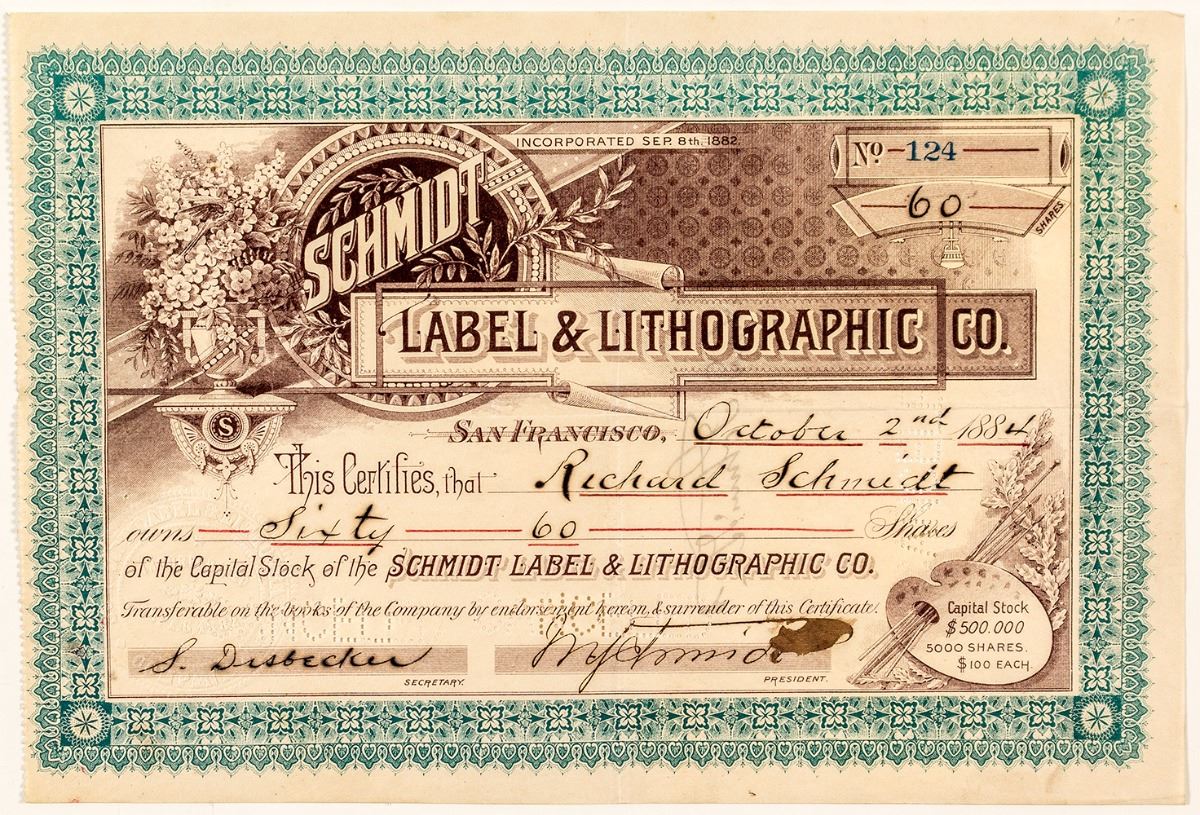 INCORPORATED SEP. 8th, 1882.
No 124
60
SHARES
SCHMIDT
LABEL & LITHOGRAPHIC CO.
S
SAN FRANCISCO, October 2nd 1884
This Certifies, that Richard Schmidt
owns Sixty 60 Shares
of the Capital Stock of the SCHMIDT LABEL & LITHOGRAPHIC CO.
Transferable on the books of the Company by endorsement hereon, & surrender of this Certificate.
S. Disbecker
SECRETARY.
PRESIDENT.
Capital Stock
$500.000
5000 SHARES.
$100 EACH.